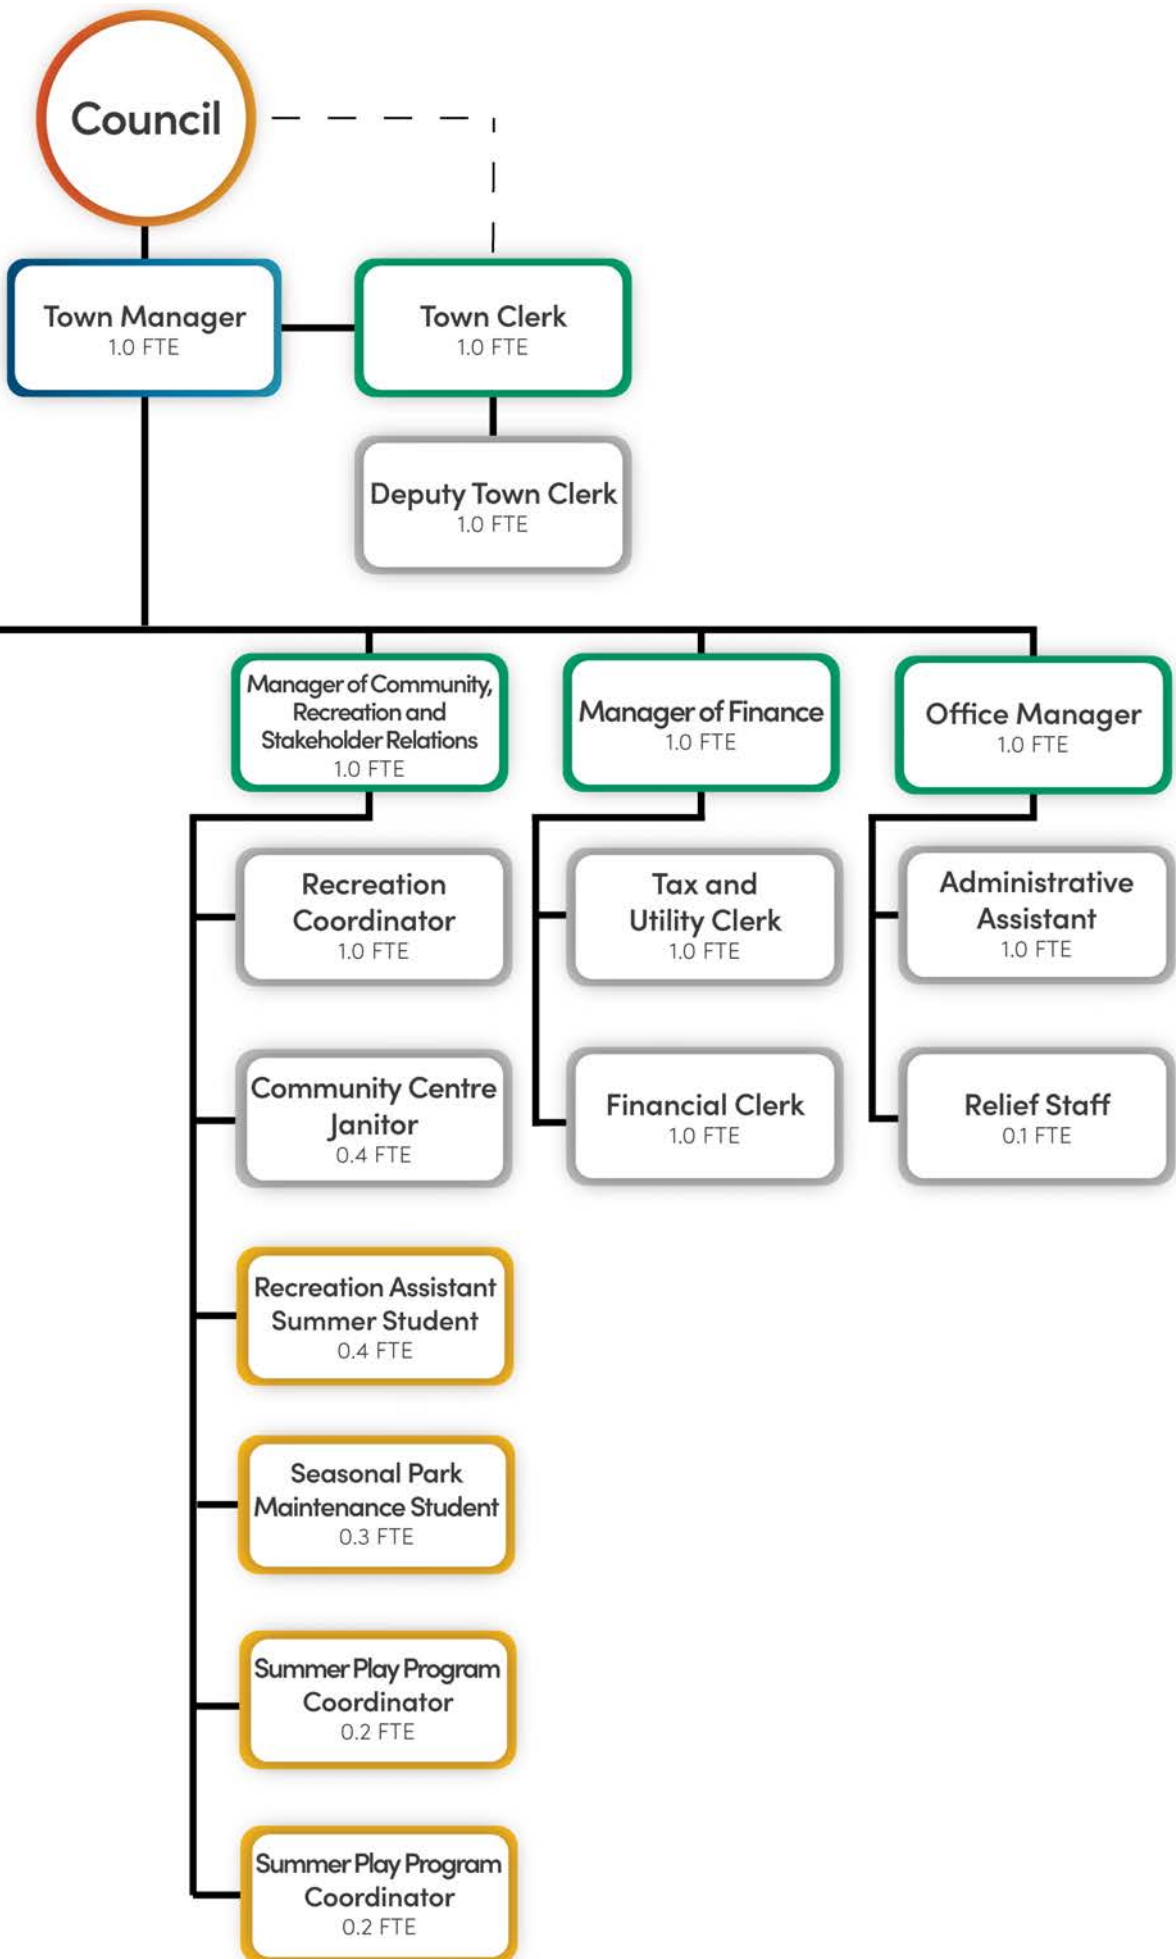 Council
Town Manager
1.0 FTE
Town Clerk
1.0 FTE
Deputy Town Clerk
1.0 FTE
Manager of Community,
Recreation and
Stakeholder Relations
1.0 FTE
Recreation
Coordinator
1.0 FTE
Community Centre
Janitor
0.4 FTE
Recreation Assistant
Summer Student
0.4 FTE
Seasonal Park
Maintenance Student
0.3 FTE
Summer Play Program
Coordinator
0.2 FTE
Summer Play Program
Coordinator
0.2 FTE
Manager of Finance
1.0 FTE
Tax and
Utility Clerk
1.0 FTE
Financial Clerk
1.0 FTE
Office Manager
1.0 FTE
Administrative
Assistant
1.0 FTE
Relief Staff
0.1 FTE